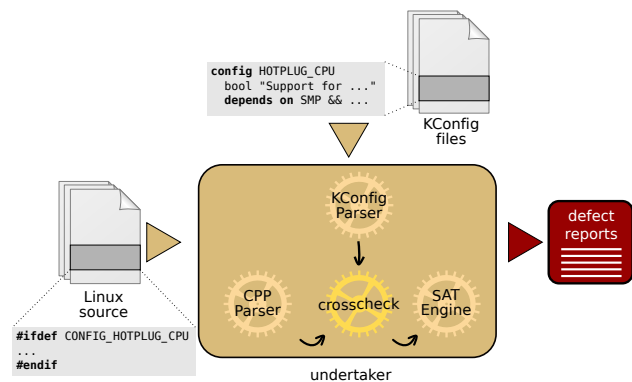 config HOTPLUG_CPU
bool "Support for ..."
depends on SMP && ...
KConfig
files
KConfig
Parser
defect
reports
Linux
source
CPP
Parser
crosscheck
SAT
Engine
#ifdef CONFIG_HOTPLUG_CPU
...
#endif
undertaker